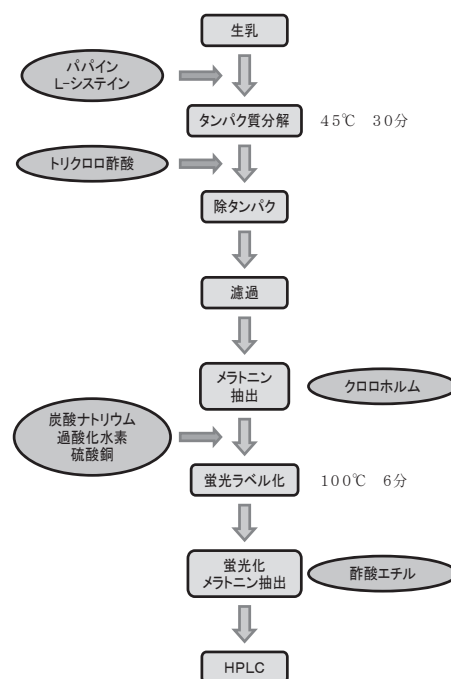 生乳
パパイン
L-システイン
タンパク質分解
45℃ 30分
トリクロロ酢酸
除タンパク
濾過
メラトニン
抽出
クロロホルム
炭酸ナトリウム
過酸化水素
硫酸銅
蛍光ラベル化
100℃ 6分
蛍光化
メラトニン抽出
酢酸エチル
HPLC